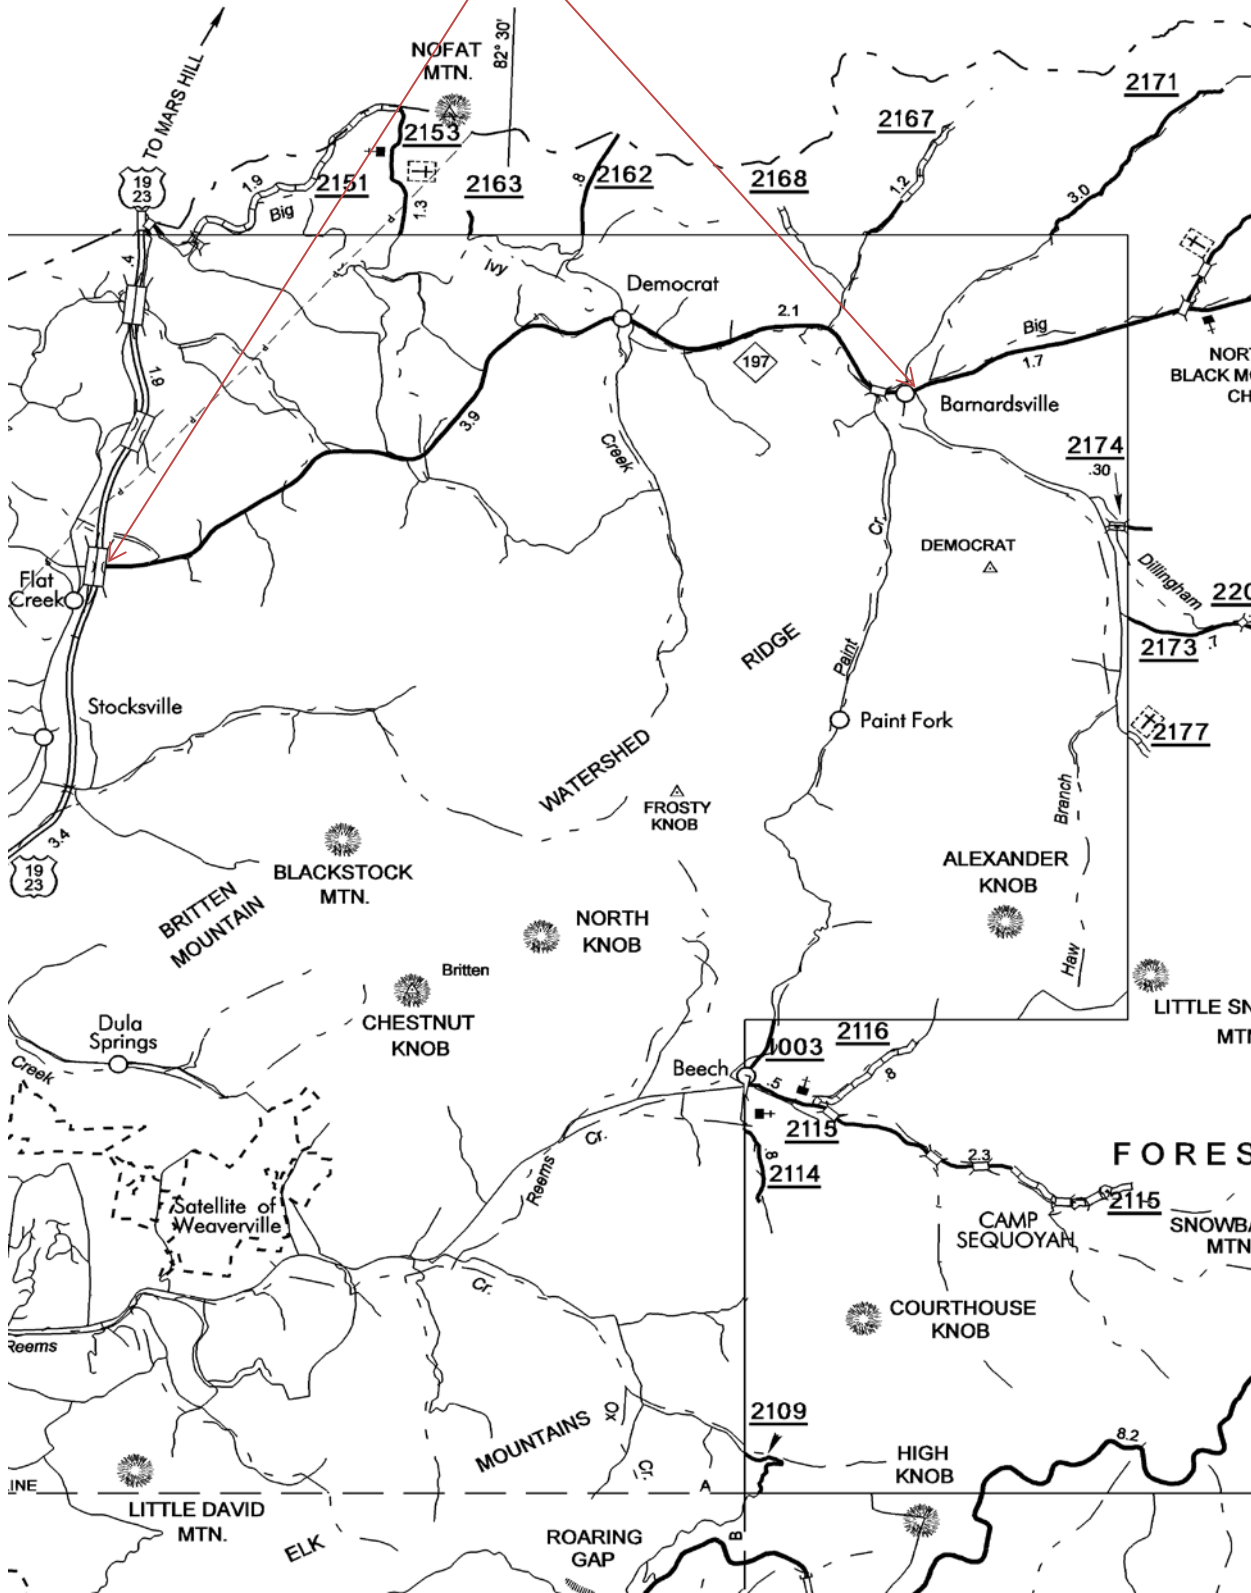 NOFAT
MTN.
82° 30'
TO MARS HILL
2171
2167
2153
19
23
1.9
2151
Big
1.3
2163
.8
2162
2168
1.2
3.0
.4
Ivy
Democrat
2.1
Big
1.7
197
1.9
3.9
Barnardsville
Creek
2174
.30
Cr.
DEMOCRAT
Flat
Creek
Dillingham
220
RIDGE
Paint
2173
.7
Stocksville
Paint Fork
2177
WATERSHED
FROSTY
KNOB
Branch
3.4
19
23
BLACKSTOCK
MTN.
ALEXANDER
KNOB
BRITTEN
MOUNTAIN
NORTH
KNOB
Haw
Britten
CHESTNUT
KNOB
LITTLE SN
MTN
Dula
Springs
Creek
Beech
1003
2116
.5
.8
2115
Cr.
.8
2114
2.3
FORES
Reems
2115
Satellite of
Weaverville
CAMP
SEQUOYAH
SNOWBA
MTN
Cr.
COURTHOUSE
KNOB
Reems
Ox
Cr.
MOUNTAINS
2109
8.2
HIGH
KNOB
INE
A
B
LITTLE DAVID
MTN.
ELK
ROARING
GAP
NORT
BLACK MO
CH